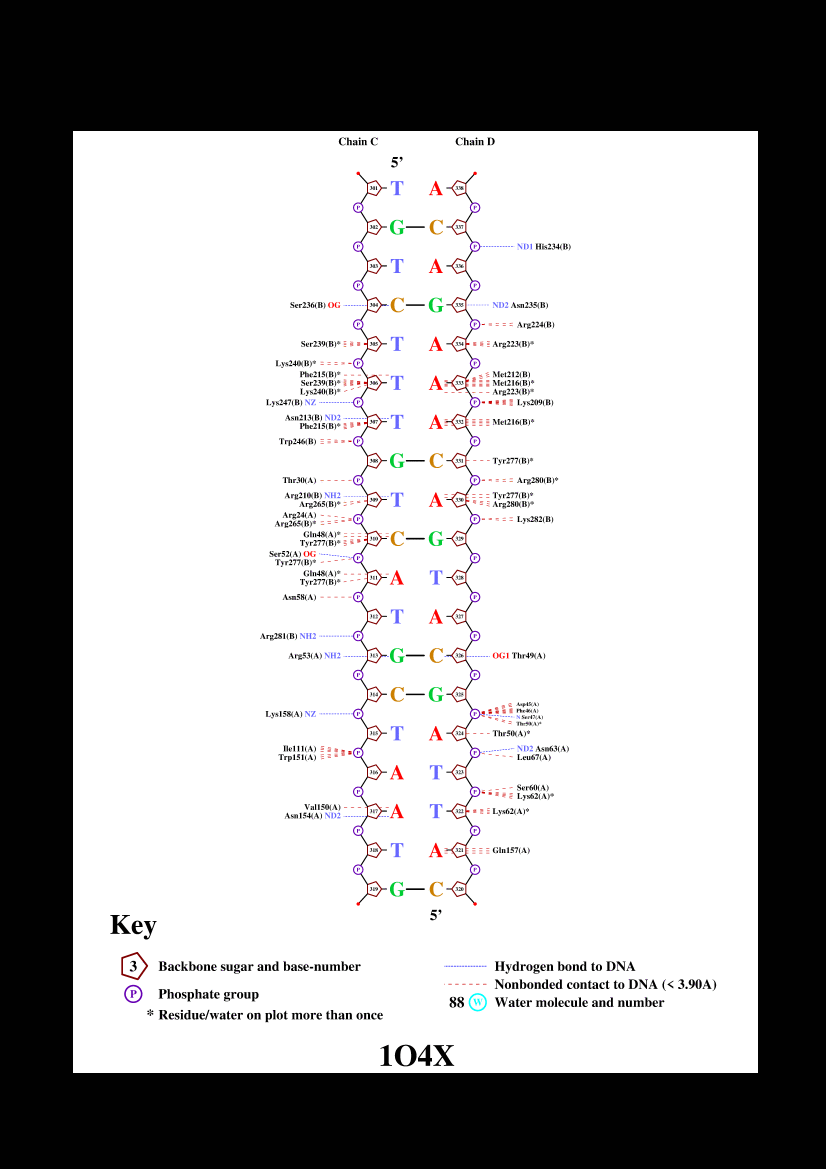 Chain C Chain D
5’
301 T A 338
P P
302 G C 337
P P ND1 His234(B)
303 T A 336
P P
Ser236(B) OG 304 C G 335 ND2 Asn235(B)
P P Arg224(B)
Ser239(B)* 305 T A 334 Arg223(B)*
Lys240(B)* P P
Phe215(B)* Met212(B)
Ser239(B)* 306 T A 333 Met216(B)*
Lys240(B)* Arg223(B)*
Lys247(B) NZ P P Lys209(B)
Asn213(B) ND2 307 T A 332 Met216(B)*
Phe215(B)*
Trp246(B) P P
308 G C 331 Tyr277(B)*
Thr30(A) P P Arg280(B)*
Arg210(B) NH2 309 T A 330 Tyr277(B)*
Arg265(B)* Arg280(B)*
Arg24(A) P P Lys282(B)
Arg265(B)*
Gln48(A)* 310 C G 329
Tyr277(B)*
Ser52(A) OG P P
Tyr277(B)*
Gln48(A)* 311 A T 328
Tyr277(B)*
Asn58(A) P P
312 T A 327
Arg281(B) NH2 P P
Arg53(A) NH2 313 G C 326 OG1 Thr49(A)
P P
314 C G 325
Asp45(A)
Phe46(A)
Lys158(A) NZ P P N Ser47(A)
Thr50(A)*
315 T A 324 Thr50(A)*
Ile111(A) P P ND2 Asn63(A)
Trp151(A) Leu67(A)
316 A T 323
P P Ser60(A)
Lys62(A)*
Val150(A) 317 A T 322 Lys62(A)*
Asn154(A) ND2
P P
318 T A 321 Gln157(A)
P P
319 G C 320
5’
Key
3 Backbone sugar and base-number
P Phosphate group
* Residue/water on plot more than once
Hydrogen bond to DNA
Nonbonded contact to DNA (< 3.90A)
88 W Water molecule and number
1O4X